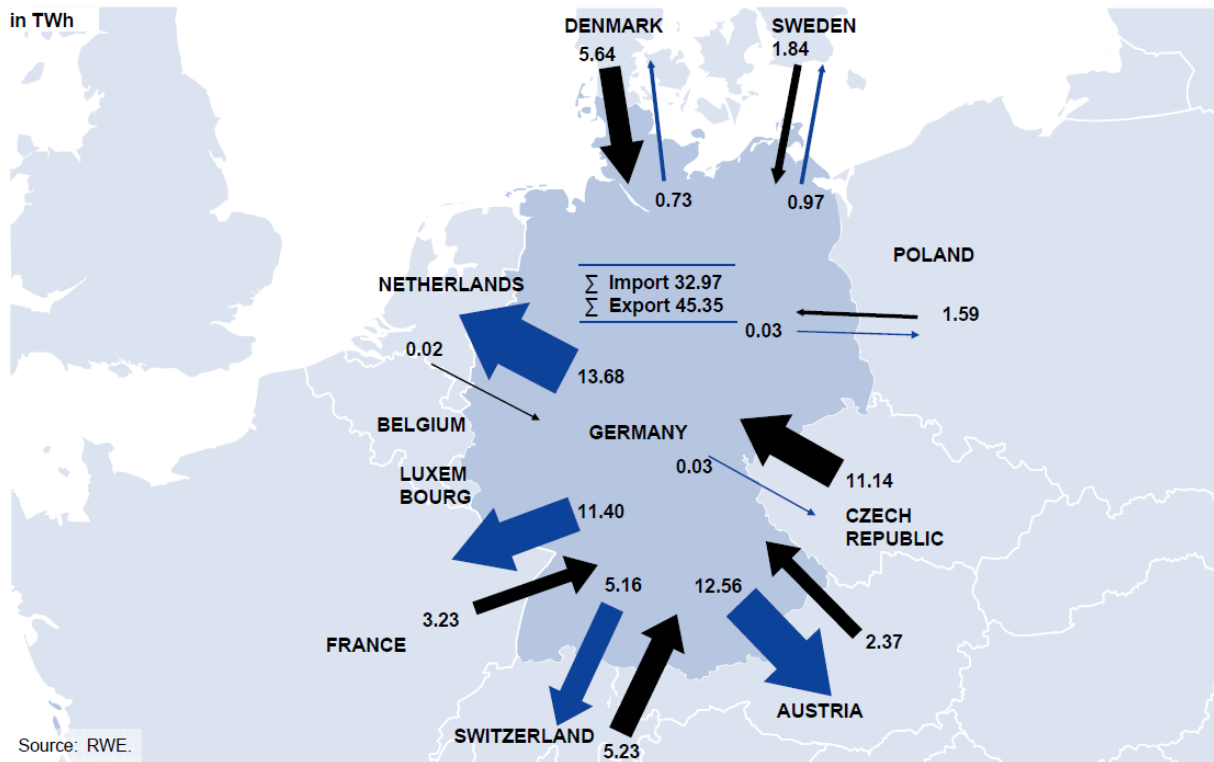 in TWh
DENMARK
5.64
SWEDEN
1.84
0.73
0.97
POLAND
NETHERLANDS
∑ Import 32.97
∑ Export 45.35
1.59
0.03
0.02
13.68
BELGIUM
GERMANY
0.03
11.14
LUXEM
BOURG
11.40
CZECH
REPUBLIC
5.16
12.56
3.23
FRANCE
2.37
AUSTRIA
SWITZERLAND
5.23
Source: RWE.